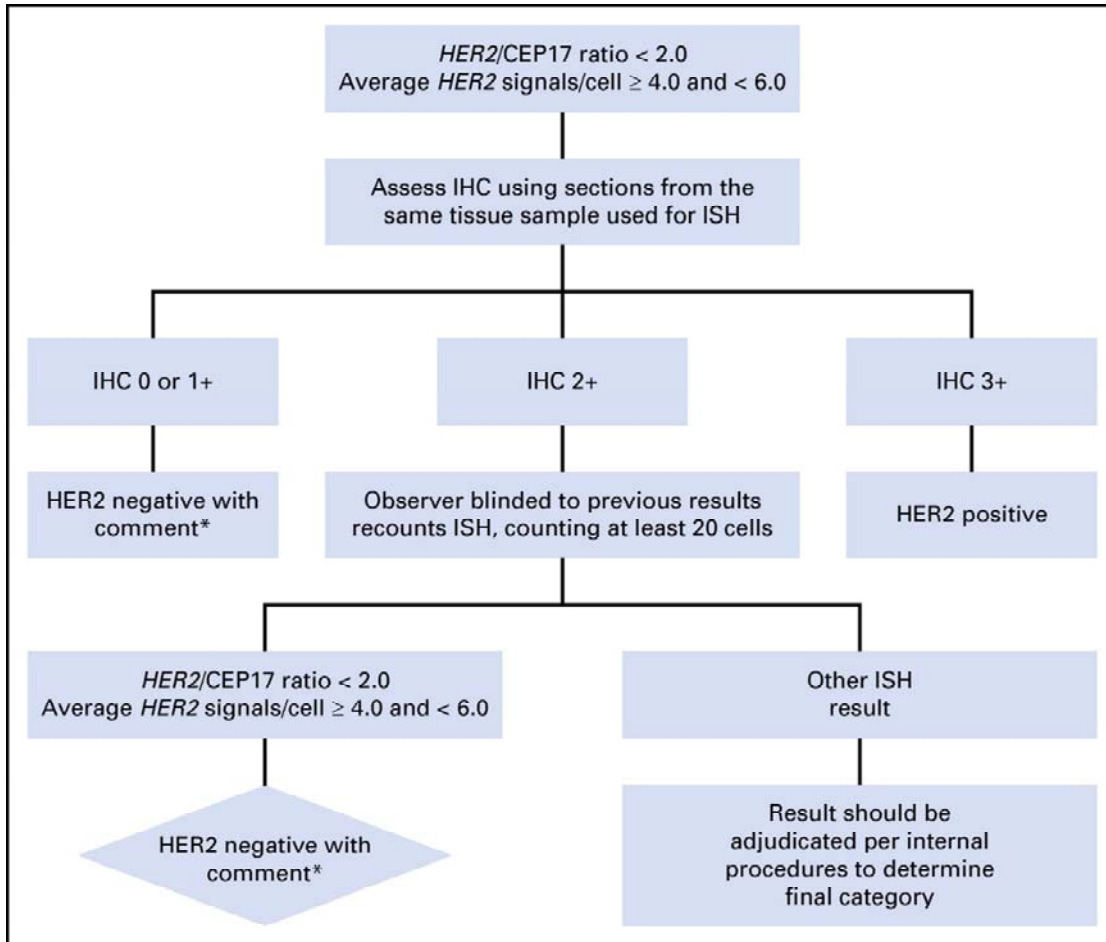 HER2/CEP17 ratio < 2.0
Average HER2 signals/cell ≥ 4.0 and < 6.0
Assess IHC using sections from the
same tissue sample used for ISH
IHC 0 or 1+
IHC 2+
IHC 3+
HER2 negative with
comment*
Observer blinded to previous results
recounts ISH, counting at least 20 cells
HER2 positive
HER2/CEP17 ratio < 2.0
Average HER2 signals/cell ≥ 4.0 and < 6.0
Other ISH
result
HER2 negative with
comment*
Result should be
adjudicated per internal
procedures to determine
final category